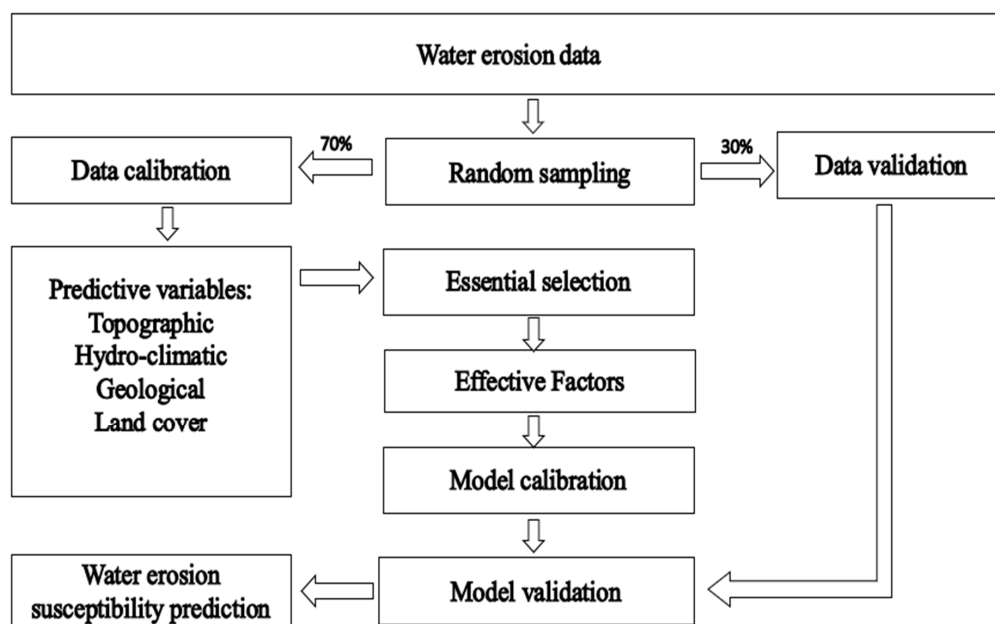 Water erosion data
70%
30%
Data calibration
Random sampling
Data validation
Predictive variables:
Topographic
Hydro-climatic
Geological
Land cover
Essential selection
Effective Factors
Model calibration
Water erosion
susceptibility prediction
Model validation